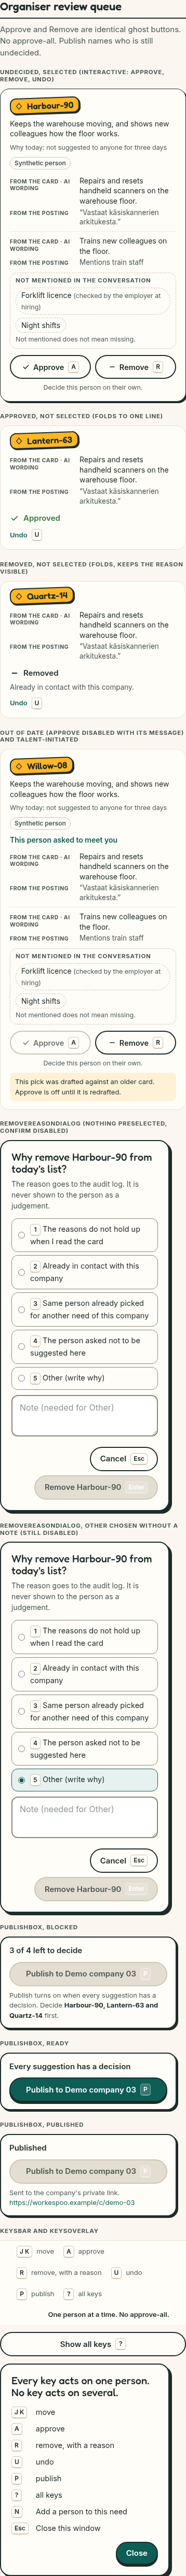 Organiser review queue
Approve and Remove are identical ghost buttons.
No approve-all. Publish names who is still
undecided.
UNDECIDED, SELECTED (INTERACTIVE: APPROVE,
REMOVE, UNDO)
Harbour-90
Keeps the warehouse moving, and shows new
colleagues how the floor works.
Why today: not suggested to anyone for three days
Synthetic person
FROM THE CARD · AI WORDING
Repairs and resets
handheld scanners on the
warehouse floor.
FROM THE POSTING
“Vastaat käsiskannerien
arkitukesta.”
FROM THE CARD · AI WORDING
Trains new colleagues on
the floor.
FROM THE POSTING
Mentions train staff
NOT MENTIONED IN THE CONVERSATION
Forklift licence (checked by the employer at
hiring)
Night shifts
Not mentioned does not mean missing.
Approve A
Remove R
Decide this person on their own.
APPROVED, NOT SELECTED (FOLDS TO ONE LINE)
Lantern-63
FROM THE CARD · AI WORDING
Repairs and resets
handheld scanners on the
warehouse floor.
FROM THE POSTING
“Vastaat käsiskannerien
arkitukesta.”
Approved
Undo U
REMOVED, NOT SELECTED (FOLDS, KEEPS THE REASON
VISIBLE)
Quartz-14
FROM THE CARD · AI WORDING
Repairs and resets
handheld scanners on the
warehouse floor.
FROM THE POSTING
“Vastaat käsiskannerien
arkitukesta.”
Removed
Already in contact with this company.
Undo U
OUT OF DATE (APPROVE DISABLED WITH ITS MESSAGE)
AND TALENT-INITIATED
Willow-08
Keeps the warehouse moving, and shows new
colleagues how the floor works.
Why today: not suggested to anyone for three days
Synthetic person
This person asked to meet you
FROM THE CARD · AI WORDING
Repairs and resets
handheld scanners on the
warehouse floor.
FROM THE POSTING
“Vastaat käsiskannerien
arkitukesta.”
FROM THE CARD · AI WORDING
Trains new colleagues on
the floor.
FROM THE POSTING
Mentions train staff
NOT MENTIONED IN THE CONVERSATION
Forklift licence (checked by the employer at
hiring)
Night shifts
Not mentioned does not mean missing.
Approve A
Remove R
Decide this person on their own.
This pick was drafted against an older card.
Approve is off until it is redrafted.
REMOVEREASONDIALOG (NOTHING PRESELECTED,
CONFIRM DISABLED)
Why remove Harbour-90 from
today's list?
The reason goes to the audit log. It is
never shown to the person as a
judgement.
1 The reasons do not hold up
when I read the card
2 Already in contact with this
company
3 Same person already picked
for another need of this company
4 The person asked not to be
suggested here
5 Other (write why)
Note (needed for Other)
Cancel Esc
Remove Harbour-90 Enter
REMOVEREASONDIALOG, OTHER CHOSEN WITHOUT A
NOTE (STILL DISABLED)
Why remove Harbour-90 from
today's list?
The reason goes to the audit log. It is
never shown to the person as a
judgement.
1 The reasons do not hold up
when I read the card
2 Already in contact with this
company
3 Same person already picked
for another need of this company
4 The person asked not to be
suggested here
5 Other (write why)
Note (needed for Other)
Cancel Esc
Remove Harbour-90 Enter
PUBLISHBOX, BLOCKED
3 of 4 left to decide
Publish to Demo company 03 P
Publish turns on when every suggestion has a
decision. Decide Harbour-90, Lantern-63 and
Quartz-14 first.
PUBLISHBOX, READY
Every suggestion has a decision
Publish to Demo company 03 P
PUBLISHBOX, PUBLISHED
Published
Publish to Demo company 03 P
Sent to the company's private link.
https://workespoo.example/c/demo-03
KEYSBAR AND KEYSOVERLAY
J K move A approve
R remove, with a reason U undo
P publish ? all keys
One person at a time. No approve-all.
Show all keys ?
Every key acts on one person.
No key acts on several.
J K move
A approve
R remove, with a reason
U undo
P publish
? all keys
N Add a person to this need
Esc Close this window
Close